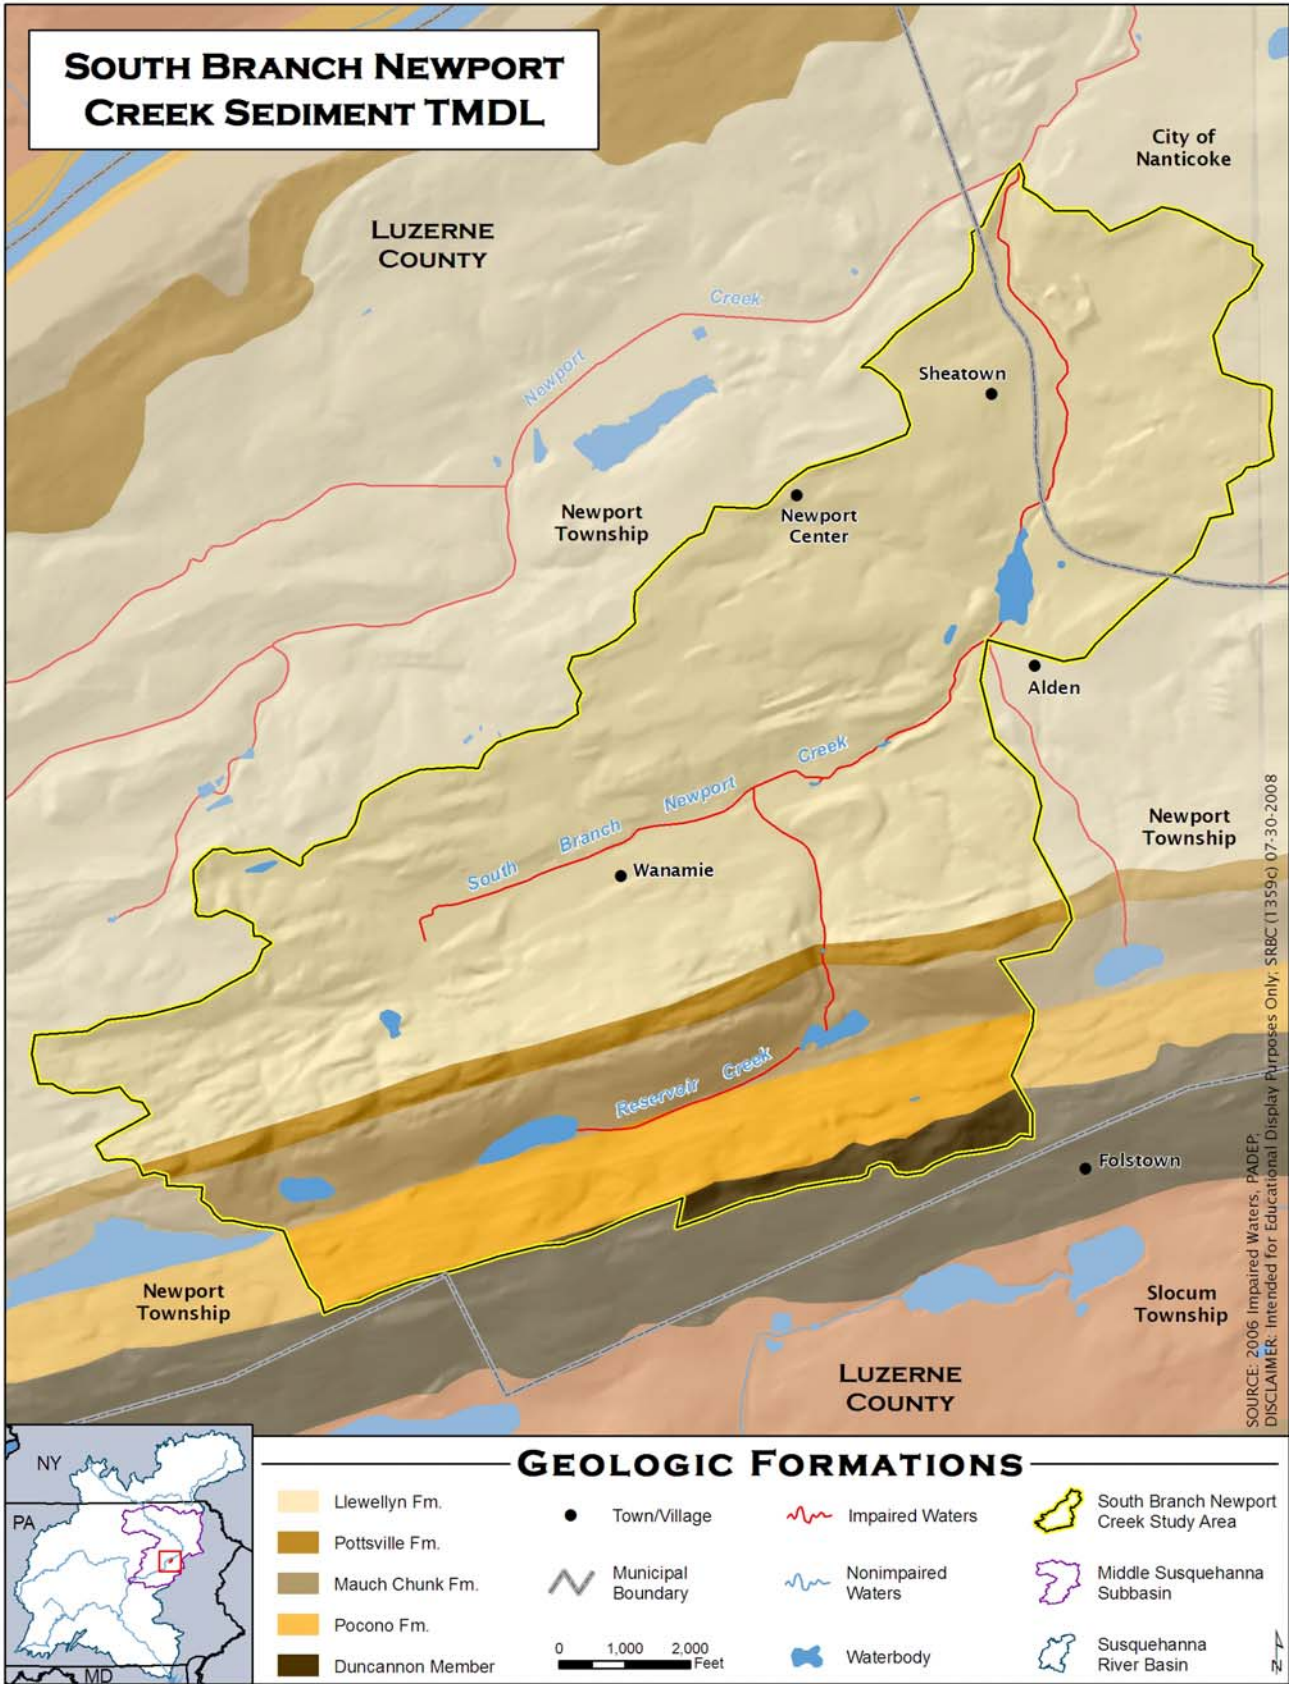 SOUTH BRANCH NEWPORT
CREEK SEDIMENT TMDL
City of
Nanticoke
LUZERNE
COUNTY
Creek
Newport
Sheatown
Newport
Township
Newport
Center
Alden
South Branch Newport Creek
Wanamie
Newport
Township
Reservoir Creek
Folstown
Newport
Township
Slocum
Township
LUZERNE
COUNTY
SOURCE: 2006 Impaired Waters, PADEP,
DISCLAIMER: Intended for Educational Display Purposes Only; SRBC (1359c) 07-30-2008
NY
PA
MD
GEOLOGIC FORMATIONS
Llewellyn Fm.
Pottsville Fm.
Mauch Chunk Fm.
Pocono Fm.
Duncannon Member
Town/Village
Municipal
Boundary
0 1,000 2,000
Feet
Impaired Waters
Nonimpaired
Waters
Waterbody
South Branch Newport
Creek Study Area
Middle Susquehanna
Subbasin
Susquehanna
River Basin
N